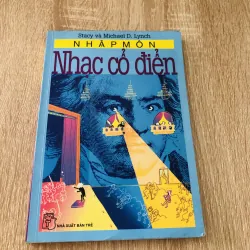 Stacy và Michael D. Lynch
NHẬP MÔN
Nhạc cổ điển
NHÀ XUẤT BẢN TRẺ